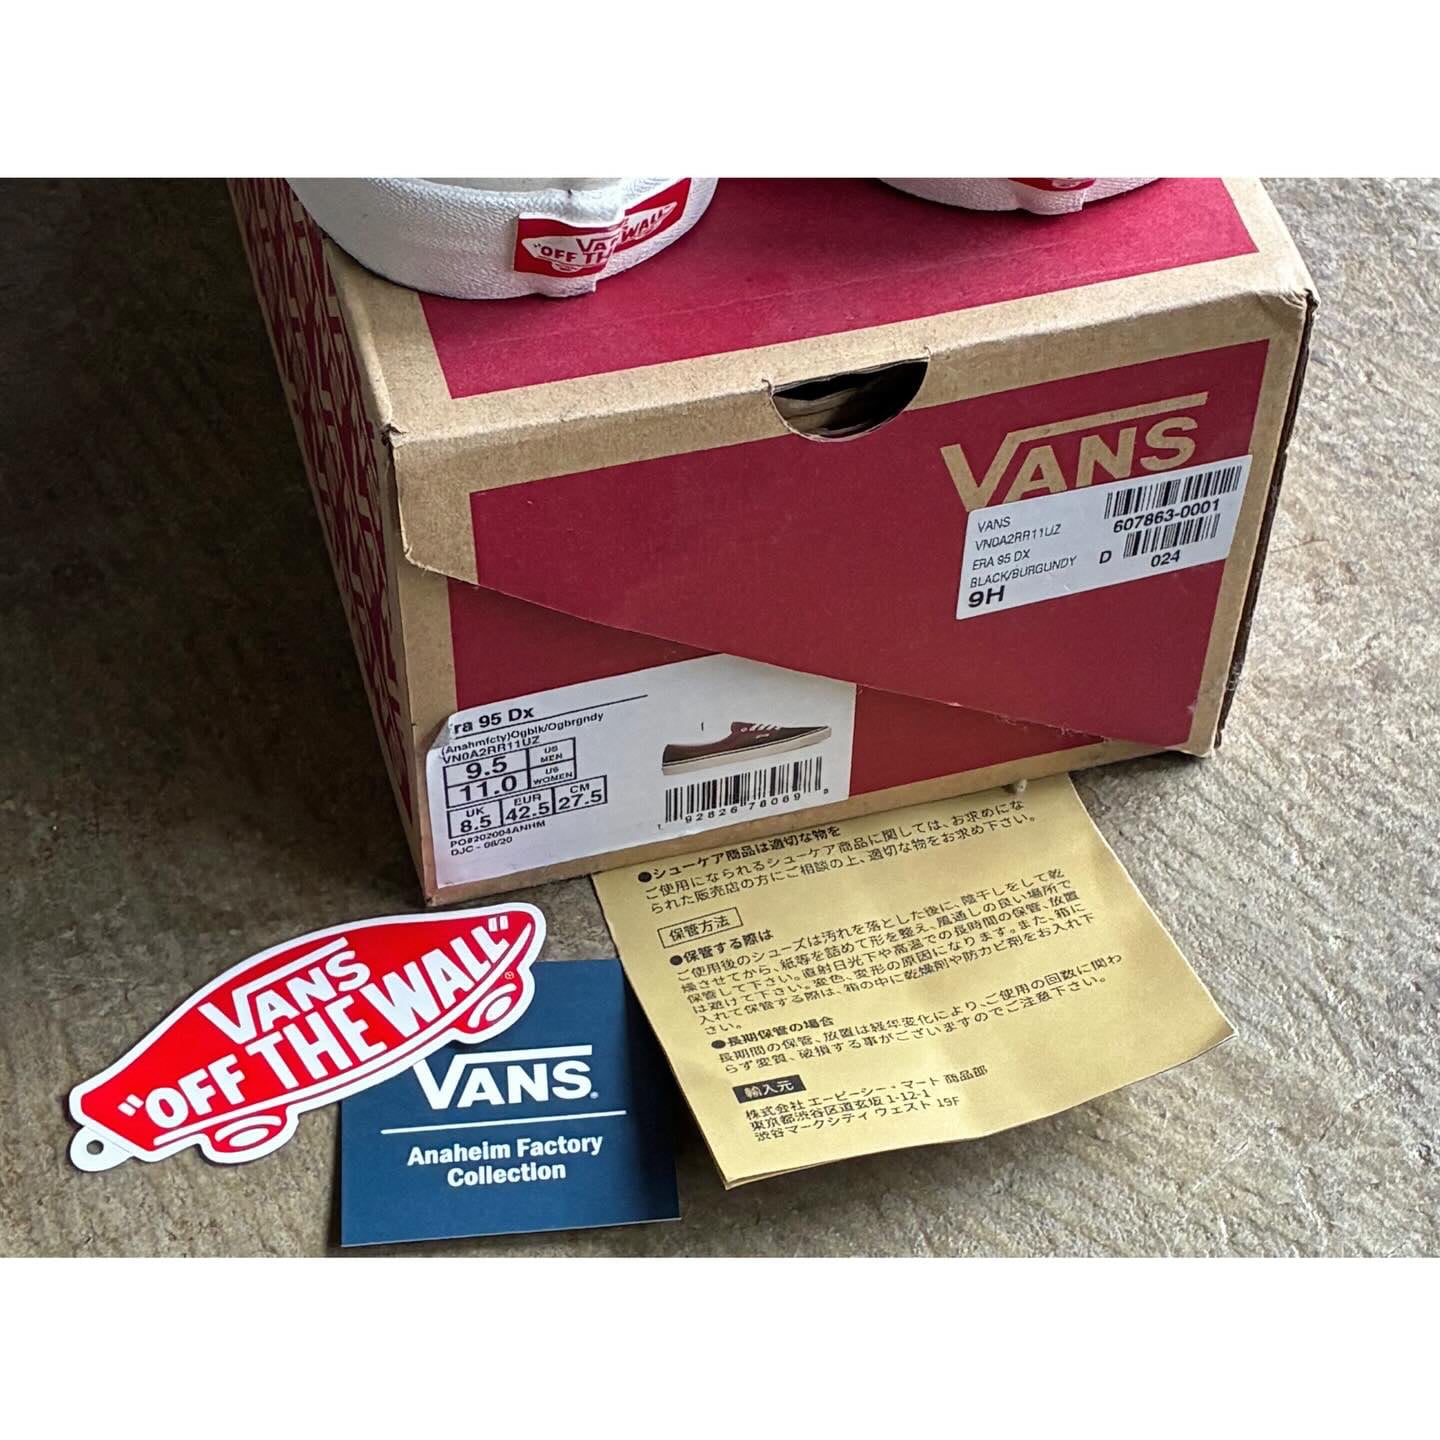 VANS
"OFF THE WALL"
VANS
VANS
VN0A2RR11UZ
ERA 95 DX
BLACK/BURGUNDY
9H
607863-0001
D 024
ra 95 Dx
(Anahmfcty)Ogblk/Ogbrgndy
VN0A2RR11UZ
9.5 US MEN
11.0 US WOMEN
UK 8.5 EUR 42.5 CM 27.5
PO#202004ANHM
DJC - 08/20
1 92826 78069 5
●シューケア商品は適切な物を
ご使用になられるシューケア商品に関しては、お求めにな
られた販売店の方にご相談の上、適切な物をお求め下さい。
保管方法
●保管する際は
ご使用後のシューズは汚れを落とした後に、陰干しをして乾
燥させてから、紙等を詰めて形を整え、風通しの良い場所で
保管して下さい。直射日光下や高温での長時間の保管、放置
は避けて下さい。変色、変形の原因になります。また、箱に
入れて保管する際は、箱の中に乾燥剤や防カビ剤をお入れ下
さい。
●長期保管の場合
長期間の保管、放置は経年変化により、ご使用の回数に関わ
らず変質、破損する事がございますのでご注意下さい。
輸入元
株式会社 エービーシー・マート 商品部
東京都渋谷区道玄坂 1-12-1
渋谷マークシティ ウェスト 19F
VANS
"OFF THE WALL"
VANS
Anaheim Factory
Collection